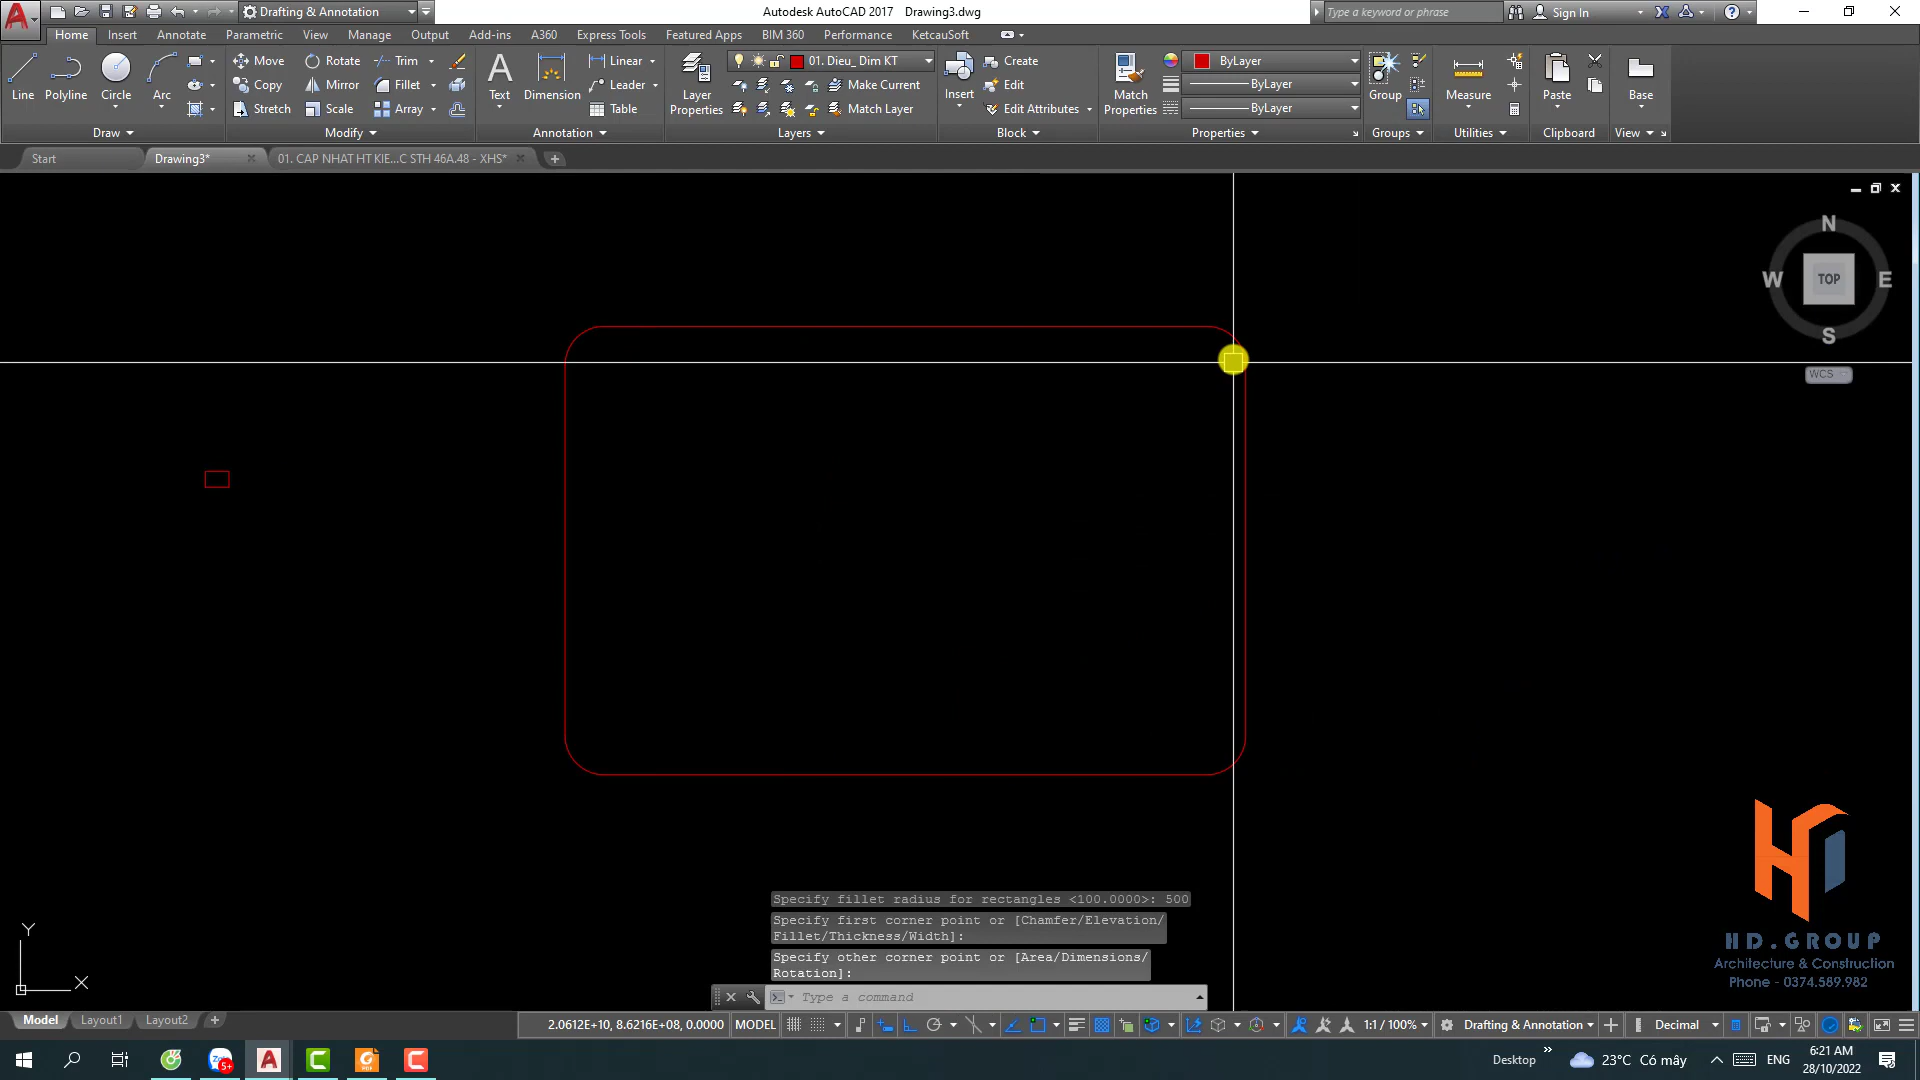 Drafting & Annotation
Autodesk AutoCAD 2017 Drawing3.dwg
Type a keyword or phrase
Sign In
Home Insert Annotate Parametric View Manage Output Add-ins A360 Express Tools Featured Apps BIM 360 Performance KetcauSoft
Line
Polyline
Circle
Arc
Draw
Move
Rotate
Trim
Copy
Mirror
Fillet
Stretch
Scale
Array
Modify
Text
Dimension
Linear
Leader
Table
Annotation
Layer
Properties
01. Dieu_ Dim KT
Make Current
Match Layer
Layers
Insert
Create
Edit
Edit Attributes
Block
Match
Properties
ByLayer
ByLayer
ByLayer
Properties
Group
Groups
Measure
Utilities
Paste
Clipboard
Base
View
Start
Drawing3*
01. CAP NHAT HT KIE...C STH 46A.48 - XHS*
N
W
TOP
E
S
WCS
Y
X
Specify fillet radius for rectangles <100.0000>: 500
Specify first corner point or [Chamfer/Elevation/
Fillet/Thickness/Width]:
Specify other corner point or [Area/Dimensions/
Rotation]:
Type a command
HD.GROUP
Architecture & Construction
Phone - 0374.589.982
Model Layout1 Layout2
2.0612E+10, 8.6216E+08, 0.0000 MODEL
1:1 / 100%
Drafting & Annotation
Decimal
5+
Desktop
23°C Có mây
ENG
6:21 AM
28/10/2022